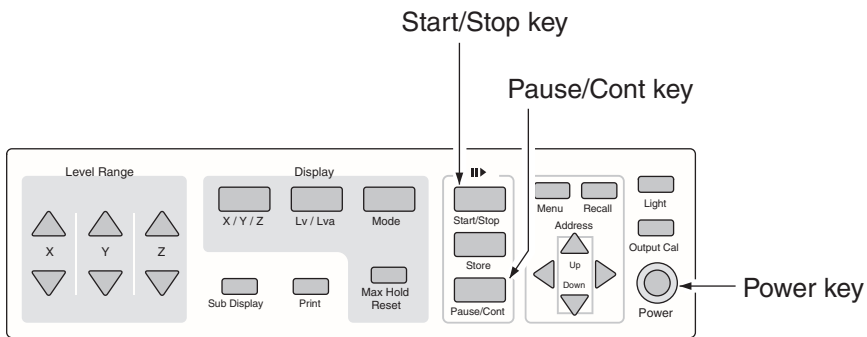 Start/Stop key
Pause/Cont key
Level Range
Display
X / Y / Z
Lv / Lva
Mode
Start/Stop
Menu
Recall
Light
X
Y
Z
Sub Display
Print
Max Hold
Reset
Store
Pause/Cont
Address
Up
Down
Output Cal
Power
Power key